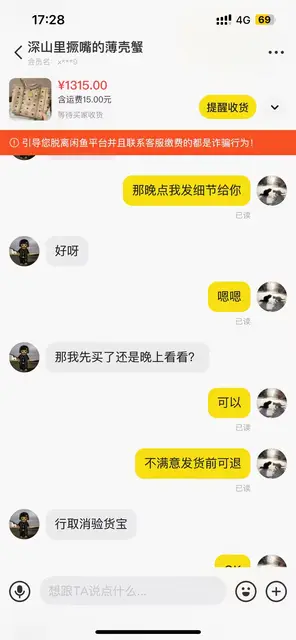 17:28
4G 69
深山里撅嘴的薄壳蟹
会员名：a***0
¥1315.00
含运费15.00元
等待买家收货
提醒收货
引导您脱离闲鱼平台并且联系客服缴费的都是诈骗行为！
那晚点我发细节给你
已读
好呀
嗯嗯
已读
那我先买了还是晚上看看？
可以
已读
不满意发货前可退
已读
行取消验货宝
OK
想跟TA说点什么...